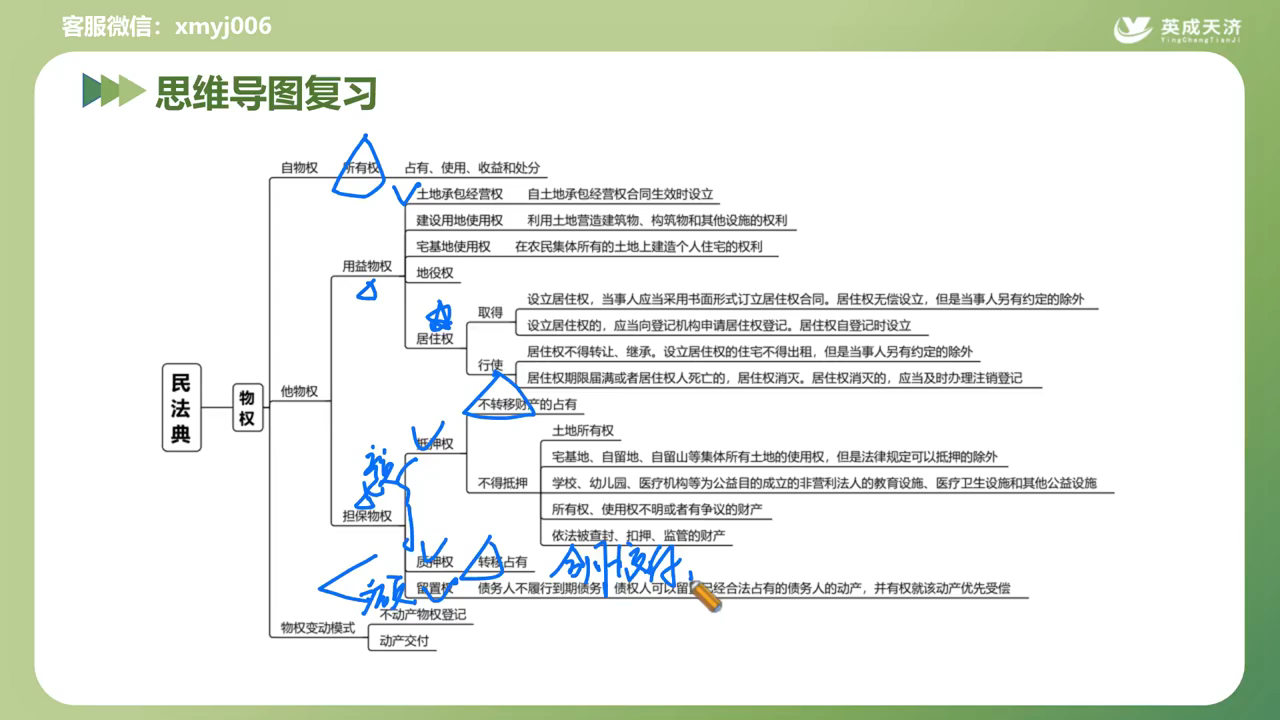 客服微信：xmyj006
英成天济
YingChengTianJi
思维导图复习
自物权 所有权 占有、使用、收益和处分
土地承包经营权 自土地承包经营权合同生效时设立
建设用地使用权 利用土地营造建筑物、构筑物和其他设施的权利
宅基地使用权 在农民集体所有的土地上建造个人住宅的权利
用益物权
地役权
设立居住权，当事人应当采用书面形式订立居住权合同。居住权无偿设立，但是当事人另有约定的除外
取得
设立居住权的，应当向登记机构申请居住权登记。居住权自登记时设立
居住权
居住权不得转让、继承。设立居住权的住宅不得出租，但是当事人另有约定的除外
行使
居住权期限届满或者居住权人死亡的，居住权消灭。居住权消灭的，应当及时办理注销登记
民法典
物权
他物权
不转移财产的占有
抵押权
土地所有权
宅基地、自留地、自留山等集体所有土地的使用权，但是法律规定可以抵押的除外
不得抵押
学校、幼儿园、医疗机构等为公益目的成立的非营利法人的教育设施、医疗卫生设施和其他公益设施
所有权、使用权不明或者有争议的财产
担保物权
依法被查封、扣押、监管的财产
质押权 转移占有
留置权 债务人不履行到期债务，债权人可以留置已经合法占有的债务人的动产，并有权就该动产优先受偿
物权变动模式
不动产物权登记
动产交付